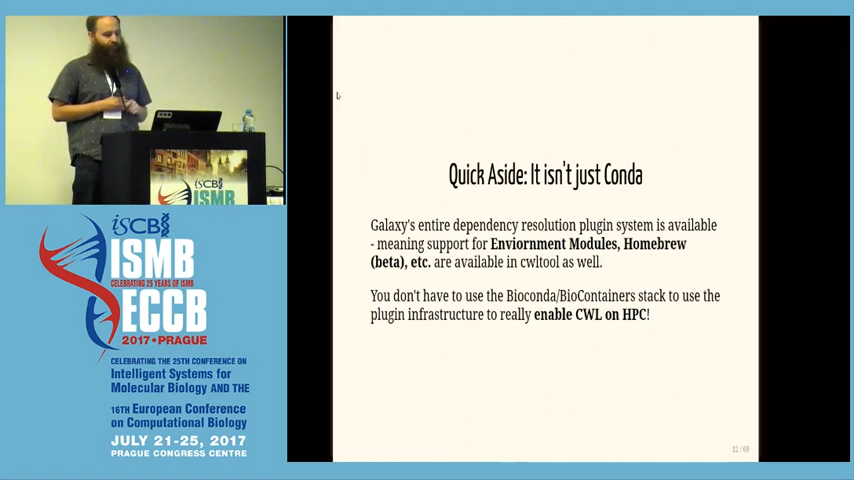 iSCB
ISMB
iSCB
ISMB
CELEBRATING 25 YEARS OF ISMB
ECCB
2017 • PRAGUE
CELEBRATING THE 25TH CONFERENCE ON
Intelligent Systems for
Molecular Biology AND THE
16TH European Conference
on Computational Biology
JULY 21-25, 2017
PRAGUE CONGRESS CENTRE
Quick Aside: It isn't just Conda
Galaxy's entire dependency resolution plugin system is available
- meaning support for Enviornment Modules, Homebrew
(beta), etc. are available in cwltool as well.
You don't have to use the Bioconda/BioContainers stack to use the
plugin infrastructure to really enable CWL on HPC!